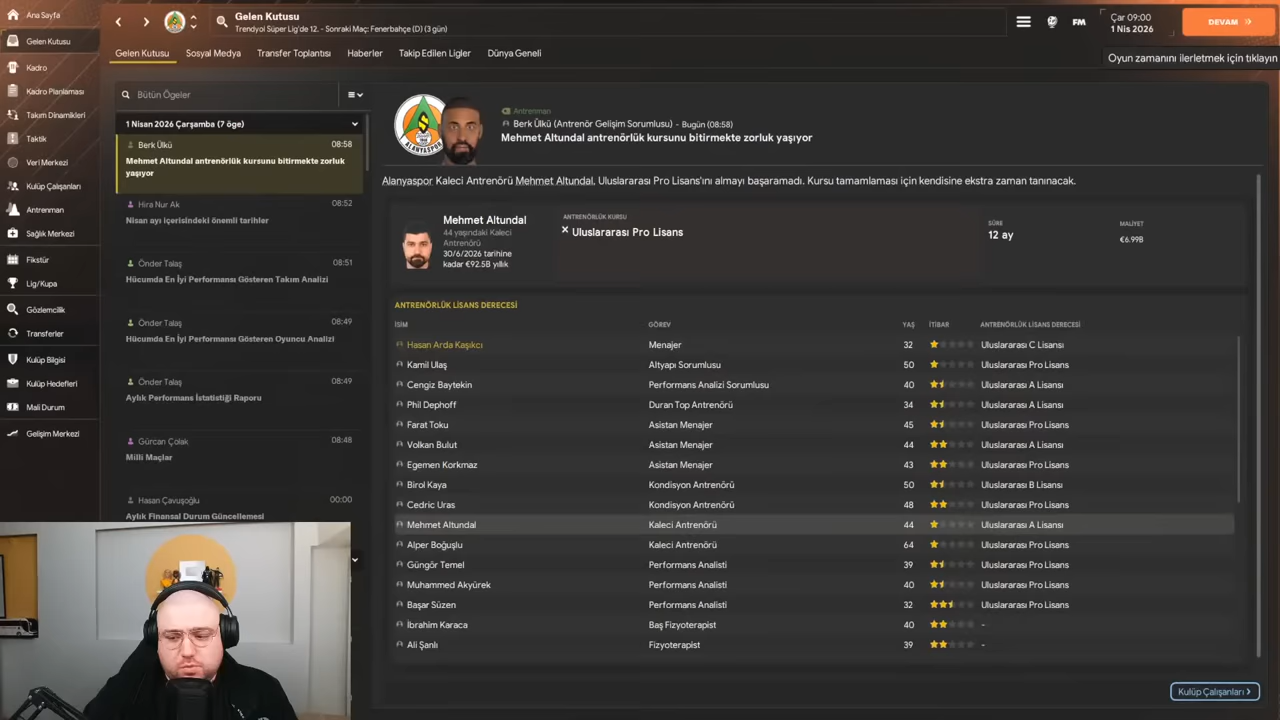 Ana Sayfa
Gelen Kutusu
Kadro
Kadro Planlaması
Takım Dinamikleri
Taktik
Veri Merkezi
Kulüp Çalışanları
Antrenman
Sağlık Merkezi
Fikstür
Lig/Kupa
Gözlemcilik
Transferler
Kulüp Bilgisi
Kulüp Hedefleri
Mali Durum
Gelişim Merkezi
Gelen Kutusu
Trendyol Süper Lig'de 12. - Sonraki Maç: Fenerbahçe (D) (3 gün)
FM
Çar 09:00
1 Nis 2026
DEVAM
Oyun zamanını ilerletmek için tıklayın
Gelen Kutusu Sosyal Medya Transfer Toplantısı Haberler Takip Edilen Ligler Dünya Geneli
Bütün Ögeler
1 Nisan 2026 Çarşamba (7 öge)
Berk Ülkü 08:58
Mehmet Altundal antrenörlük kursunu bitirmekte zorluk
yaşıyor
Hira Nur Ak 08:52
Nisan ayı içerisindeki önemli tarihler
Önder Talaş 08:51
Hücumda En İyi Performansı Gösteren Takım Analizi
Önder Talaş 08:49
Hücumda En İyi Performansı Gösteren Oyuncu Analizi
Önder Talaş 08:49
Aylık Performans İstatistiği Raporu
Gürcan Çolak 08:48
Milli Maçlar
Hasan Çavuşoğlu 00:00
Aylık Finansal Durum Güncellemesi
ALANYASPOR
Antrenman
Berk Ülkü (Antrenör Gelişim Sorumlusu) - Bugün (08:58)
Mehmet Altundal antrenörlük kursunu bitirmekte zorluk yaşıyor
Alanyaspor Kaleci Antrenörü Mehmet Altundal, Uluslararası Pro Lisans'ını almayı başaramadı. Kursu tamamlaması için kendisine ekstra zaman tanınacak.
Mehmet Altundal
44 yaşındaki Kaleci
Antrenörü
30/6/2026 tarihine
kadar €92.5B yıllık
ANTRENÖRLÜK KURSU
Uluslararası Pro Lisans
SÜRE
12 ay
MALİYET
€6.99B
ANTRENÖRLÜK LİSANS DERECESİ
İSİM GÖREV YAŞ İTİBAR ANTRENÖRLÜK LİSANS DERECESİ
Hasan Arda Kaşıkcı Menajer 32 Uluslararası C Lisansı
Kamil Ulaş Altyapı Sorumlusu 50 Uluslararası Pro Lisans
Cengiz Baytekin Performans Analizi Sorumlusu 40 Uluslararası A Lisansı
Phil Dephoff Duran Top Antrenörü 34 Uluslararası A Lisansı
Farat Toku Asistan Menajer 45 Uluslararası Pro Lisans
Volkan Bulut Asistan Menajer 44 Uluslararası A Lisansı
Egemen Korkmaz Asistan Menajer 43 Uluslararası Pro Lisans
Birol Kaya Kondisyon Antrenörü 50 Uluslararası B Lisansı
Cedric Uras Kondisyon Antrenörü 48 Uluslararası Pro Lisans
Mehmet Altundal Kaleci Antrenörü 44 Uluslararası A Lisansı
Alper Boğuşlu Kaleci Antrenörü 64 Uluslararası Pro Lisans
Güngör Temel Performans Analisti 39 Uluslararası Pro Lisans
Muhammed Akyürek Performans Analisti 40 Uluslararası Pro Lisans
Başar Süzen Performans Analisti 32 Uluslararası Pro Lisans
İbrahim Karaca Baş Fizyoterapist 40 -
Ali Şanlı Fizyoterapist 39 -
Kulüp Çalışanları